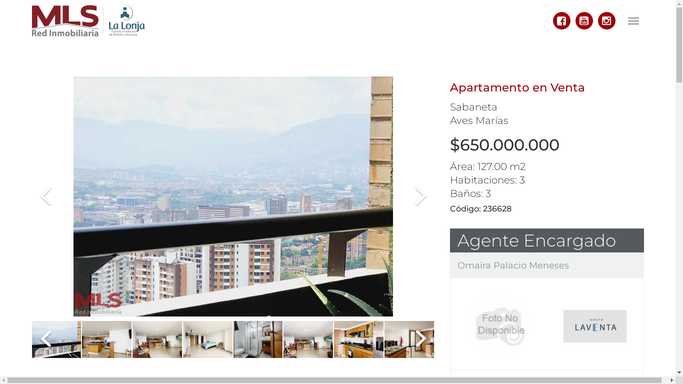 MLS
Red Inmobiliaria
La Lonja
Apartamento en Venta
Sabaneta
Aves Marías
$650.000.000
Área: 127.00 m2
Habitaciones: 3
Baños: 3
Código: 236628
Agente Encargado
Omaira Palacio Meneses
MLS
Red Inmobiliaria
Foto No
Disponible
LAVENTA